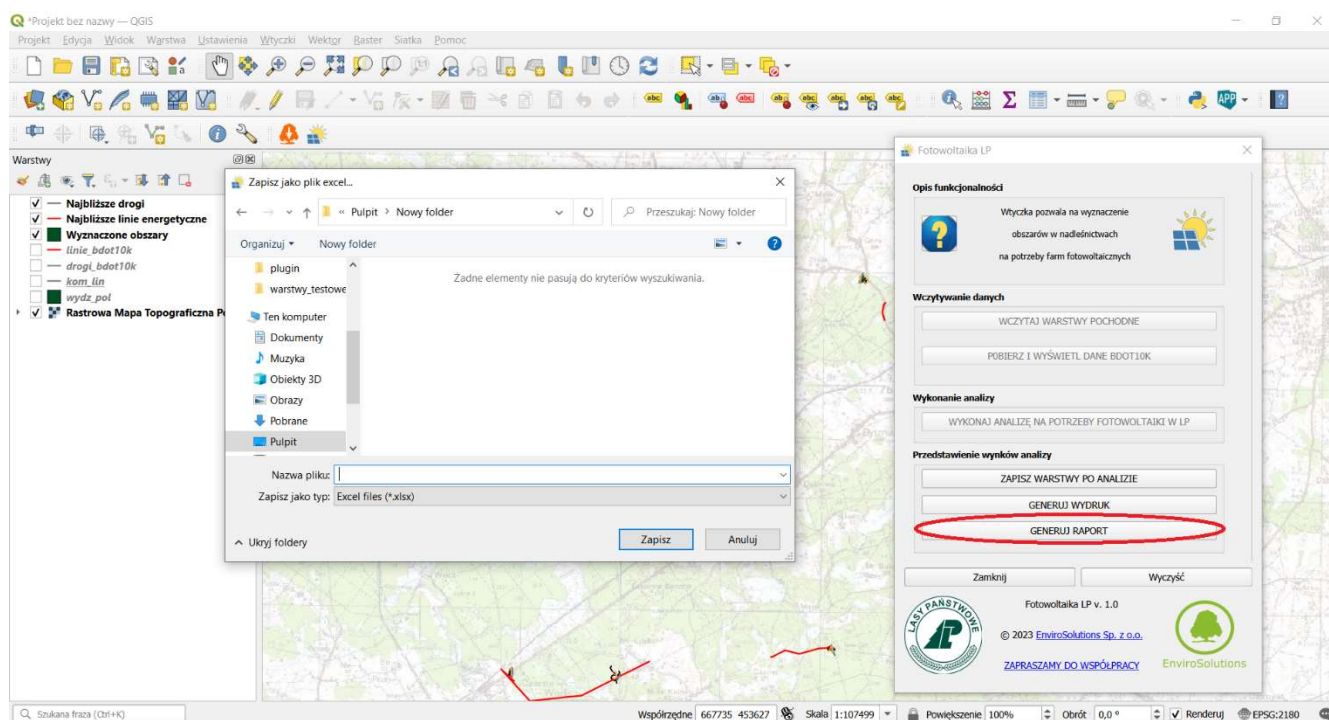 *Projekt bez nazwy — QGIS
Projekt Edycja Widok Warstwa Ustawienia Wtyczki Wektor Raster Siatka Pomoc
Warstwy
Najbliższe drogi
Najbliższe linie energetyczne
Wyznaczone obszary
linie_bdot10k
drogi_bdot10k
kom_lin
wydz_pol
Rastrowa Mapa Topograficzna P
Zapisz jako plik excel...
« Pulpit > Nowy folder
Przeszukaj: Nowy folder
Organizuj
Nowy folder
plugin
warstwy_testowe
Ten komputer
Dokumenty
Muzyka
Obiekty 3D
Obrazy
Pobrane
Pulpit
Żadne elementy nie pasują do kryteriów wyszukiwania.
Nazwa pliku:
Zapisz jako typ: Excel files (*.xlsx)
Ukryj foldery
Zapisz
Anuluj
Fotowoltaika LP
Opis funkcjonalności
Wtyczka pozwala na wyznaczenie
obszarów w nadleśnictwach
na potrzeby farm fotowoltaicznych
Wczytywanie danych
WCZYTAJ WARSTWY POCHODNE
POBIERZ I WYŚWIETL DANE BDOT10K
Wykonanie analizy
WYKONAJ ANALIZĘ NA POTRZEBY FOTOWOLTAIKI W LP
Przedstawienie wyników analizy
ZAPISZ WARSTWY PO ANALIZIE
GENERUJ WYDRUK
GENERUJ RAPORT
Zamknij
Wyczyść
LASY PAŃSTWOWE
Fotowoltaika LP v. 1.0
© 2023 EnviroSolutions Sp. z o.o.
ZAPRASZAMY DO WSPÓŁPRACY
EnviroSolutions
Szukana fraza (Ctrl+K)
Współrzędne 667735 453627 Skala 1:107499 Powiększenie 100% Obrót 0,0 ° Renderuj EPSG:2180